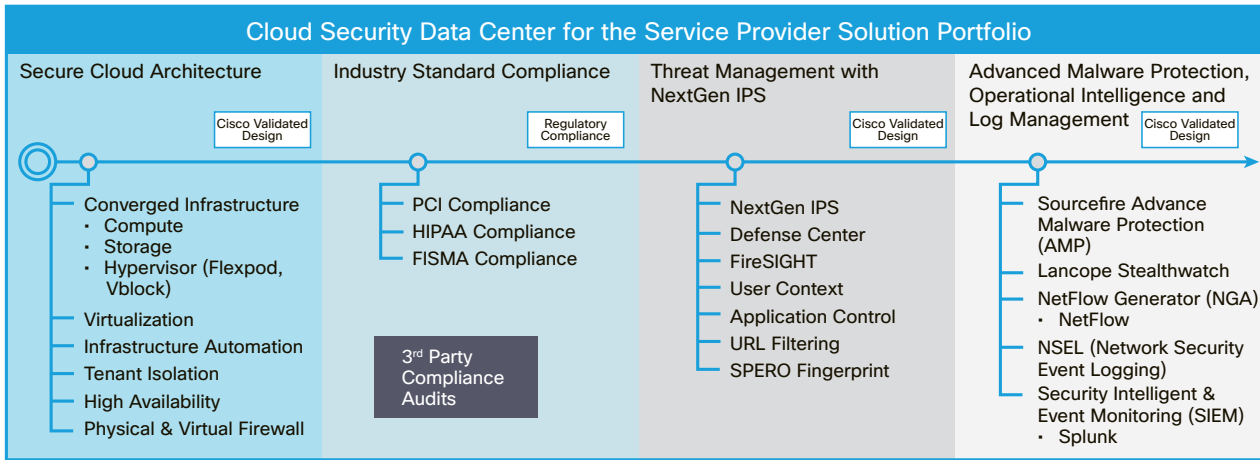 Cloud Security Data Center for the Service Provider Solution Portfolio
Secure Cloud Architecture
Cisco Validated
Design
Converged Infrastructure
• Compute
• Storage
• Hypervisor (Flexpod,
Vblock)
Virtualization
Infrastructure Automation
Tenant Isolation
High Availability
Physical & Virtual Firewall
Industry Standard Compliance
Regulatory
Compliance
PCI Compliance
HIPAA Compliance
FISMA Compliance
3rd Party
Compliance
Audits
Threat Management with
NextGen IPS
Cisco Validated
Design
NextGen IPS
Defense Center
FireSIGHT
User Context
Application Control
URL Filtering
SPERO Fingerprint
Advanced Malware Protection,
Operational Intelligence and
Log Management
Cisco Validated
Design
Sourcefire Advance
Malware Protection
(AMP)
Lancope Stealthwatch
NetFlow Generator (NGA)
• NetFlow
NSEL (Network Security
Event Logging)
Security Intelligent &
Event Monitoring (SIEM)
• Splunk